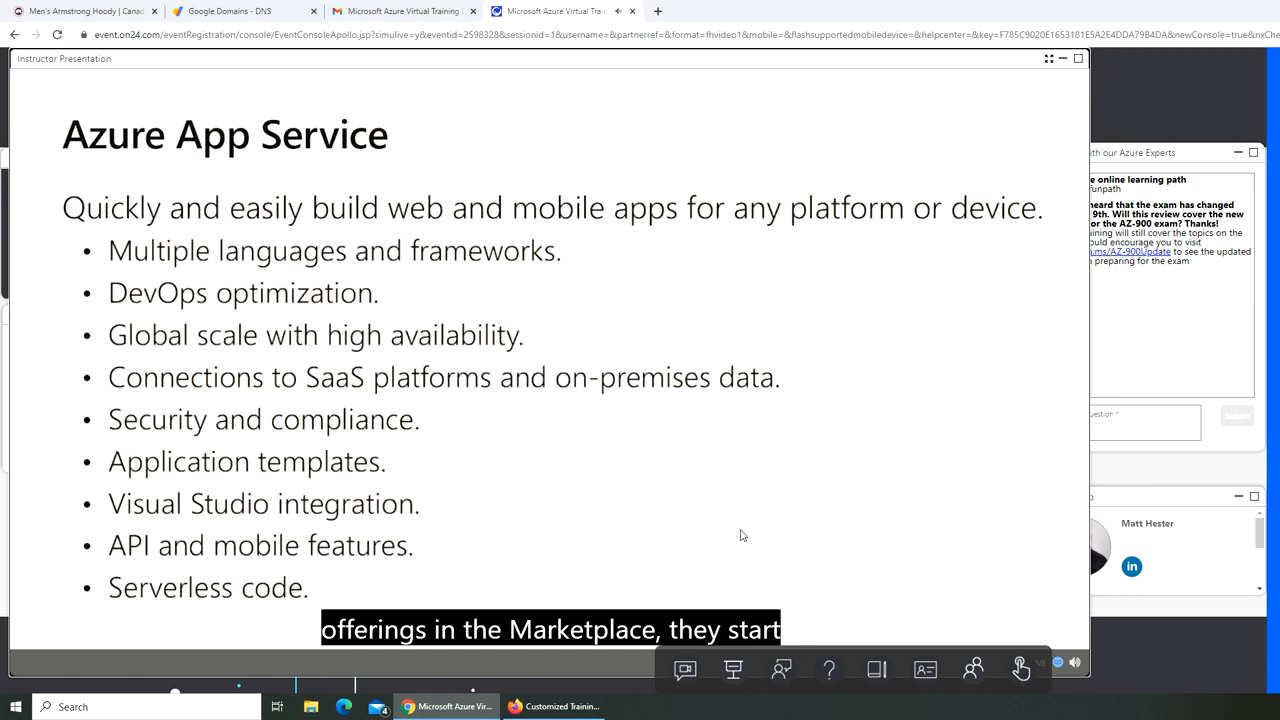 Men's Armstrong Hoody | Canad
Google Domains - DNS
Microsoft Azure Virtual Training
Microsoft Azure Virtual Train
event.on24.com/eventRegistration/console/EventConsoleApollo.jsp?simulive=y&eventid=2598328&sessionid=1&username=&partnerref=&format=fhvideo1&mobile=&flashsupportedmobiledevice=&helpcenter=&key=F785C9020E1653181E5A2E4DDA79B4DA&newConsole=true&nxChe
Instructor Presentation
Azure App Service
Quickly and easily build web and mobile apps for any platform or device.
• Multiple languages and frameworks.
• DevOps optimization.
• Global scale with high availability.
• Connections to SaaS platforms and on-premises data.
• Security and compliance.
• Application templates.
• Visual Studio integration.
• API and mobile features.
• Serverless code.
offerings in the Marketplace, they start
ith our Azure Experts
e online learning path
funpath
heard that the exam has changed
9th. Will this review cover the new
or the AZ-900 exam? Thanks!
ining will still cover the topics on the
ould encourage you to visit
a.ms/AZ-900Update to see the updated
preparing for the exam
uestion *
Submit
Matt Hester
in
Search
4
Microsoft Azure Vir...
Customized Trainin...